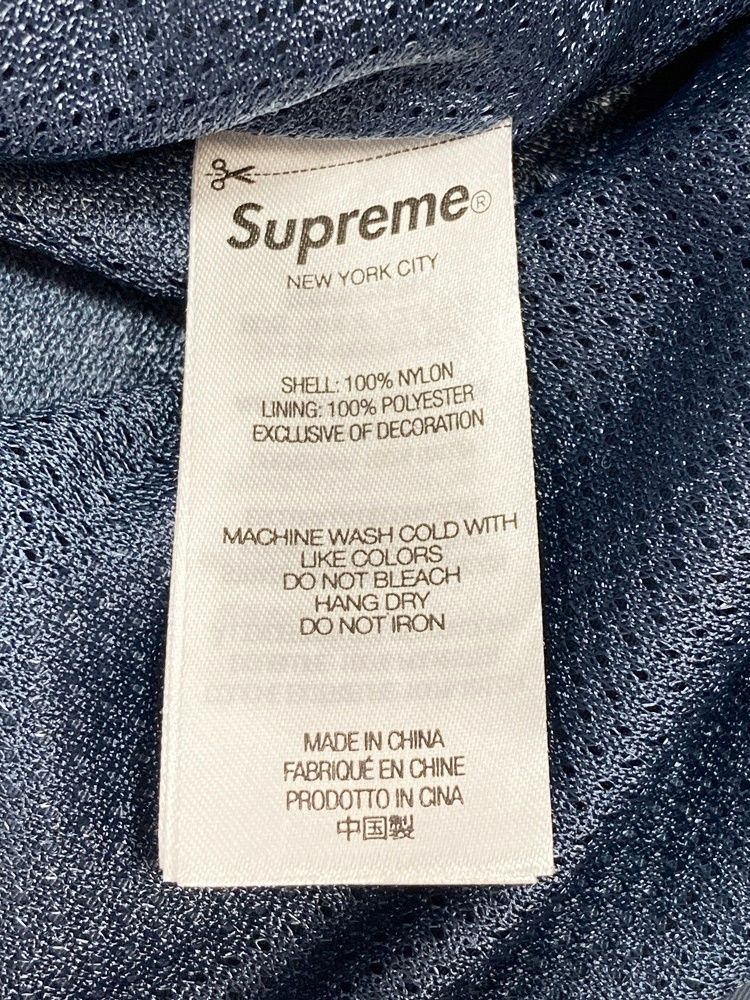 Supreme®
NEW YORK CITY
SHELL: 100% NYLON
LINING: 100% POLYESTER
EXCLUSIVE OF DECORATION
MACHINE WASH COLD WITH
LIKE COLORS
DO NOT BLEACH
HANG DRY
DO NOT IRON
MADE IN CHINA
FABRIQUÉ EN CHINE
PRODOTTO IN CINA
中国製